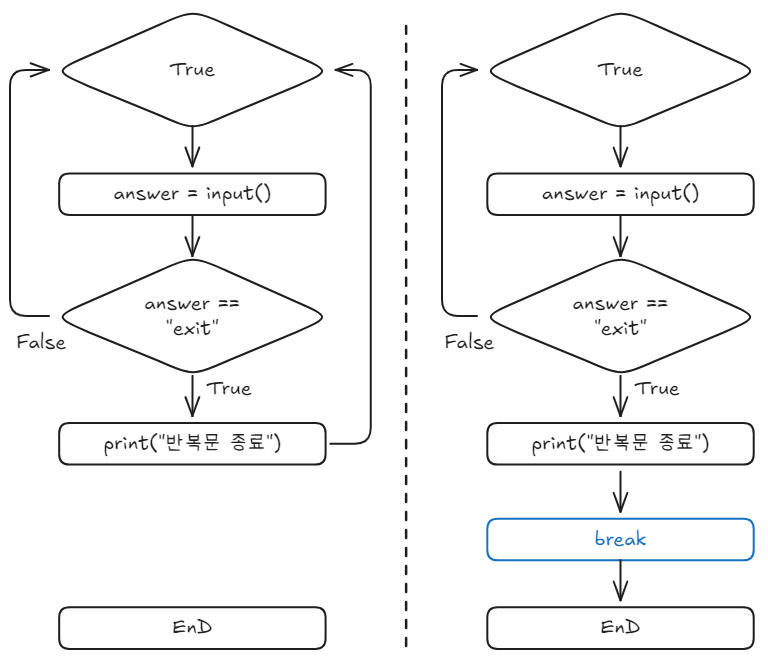 True
answer = input()
answer ==
"exit"
False
True
print("반복문 종료")
EnD
True
answer = input()
answer ==
"exit"
False
True
print("반복문 종료")
break
EnD